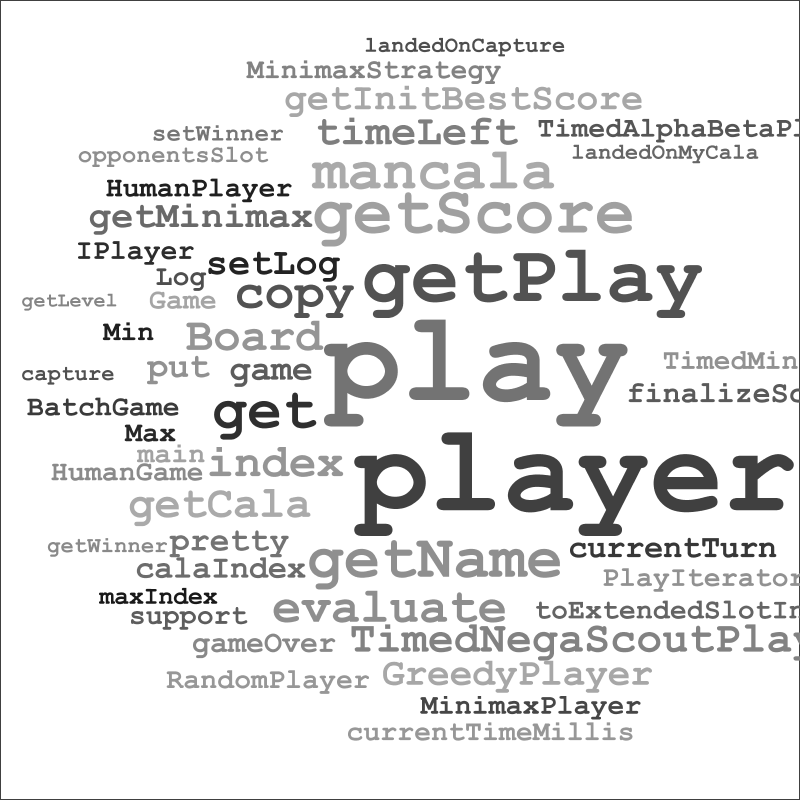 landedOnCapture
MinimaxStrategy
getInitBestScore
setWinner timeLeft TimedAlphaBetaPl
opponentsSlot landedOnMyCala
mancala
HumanPlayer
getMinimax getScore
IPlayer setLog
Log getPlay
getLevel Game copy
Min Board
play
capture put game TimedMin
finalizeSc
BatchGame get
Max
main
HumanGame index player
getCala
getWinner pretty currentTurn
calaIndex getName
PlayIterator
maxIndex
support evaluate toExtendedSlotIn
gameOver TimedNegaScoutPlay
RandomPlayer GreedyPlayer
MinimaxPlayer
currentTimeMillis